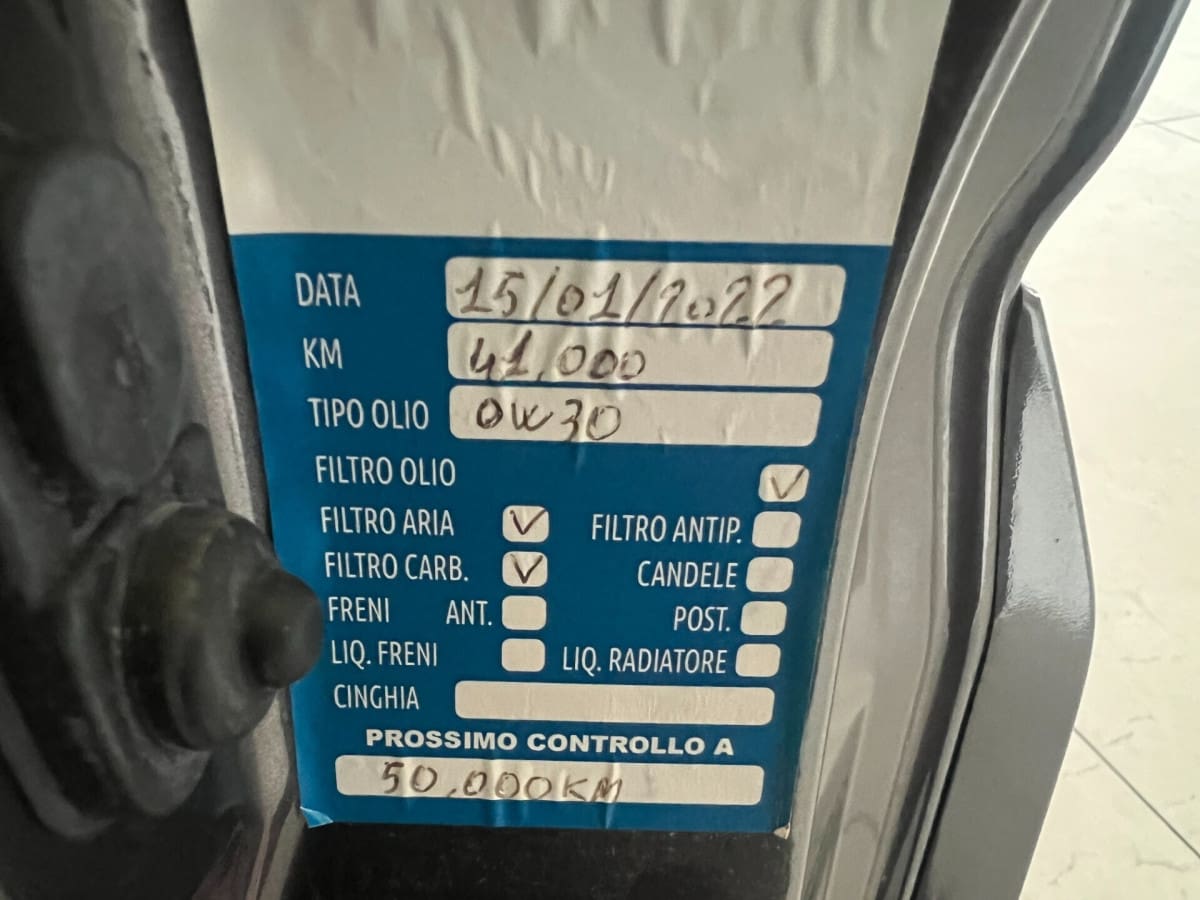 DATA 15/01/2022
KM 41.000
TIPO OLIO 0W30
FILTRO OLIO ✓
FILTRO ARIA ✓ FILTRO ANTIP.
FILTRO CARB. ✓ CANDELE
FRENI ANT. POST.
LIQ. FRENI LIQ. RADIATORE
CINGHIA
PROSSIMO CONTROLLO A
50.000KM